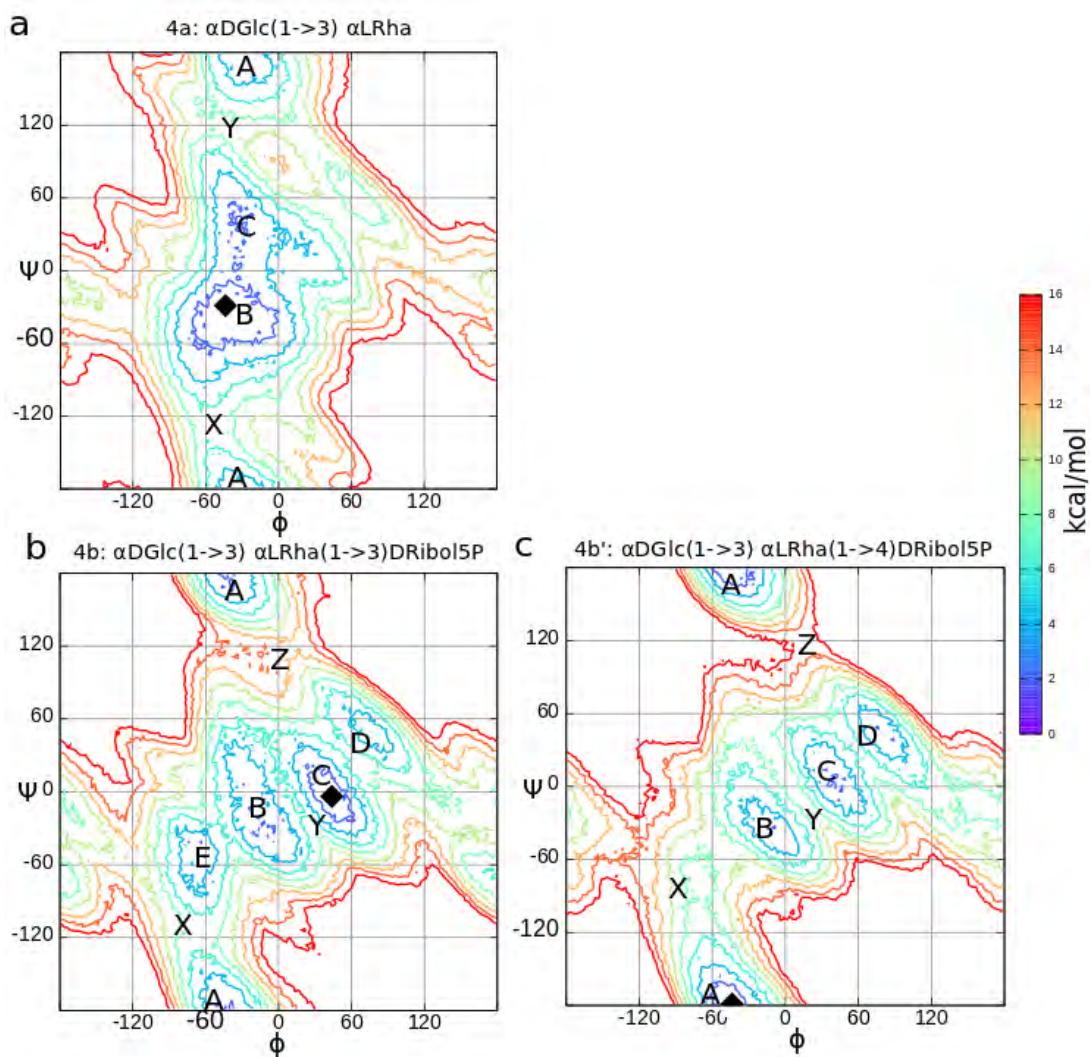 a
4a: αDGlc(1->3) αLRha
A
120
Y
60
C
Ψ 0
B
-60
-120
X
A
-120 -60 0 60 120
ϕ
16
14
12
10
8
6
4
2
0
kcal/mol
b
4b: αDGlc(1->3) αLRha(1->3)DRibol5P
A
120
Z
60
D
C
Ψ 0
B
Y
E
-60
X
-120
A
-120 -60 0 60 120
ϕ
c
4b': αDGlc(1->3) αLRha(1->4)DRibol5P
A
120
Z
60
D
C
Ψ 0
Y
B
-60
X
-120
A
-120 -60 0 60 120
ϕ